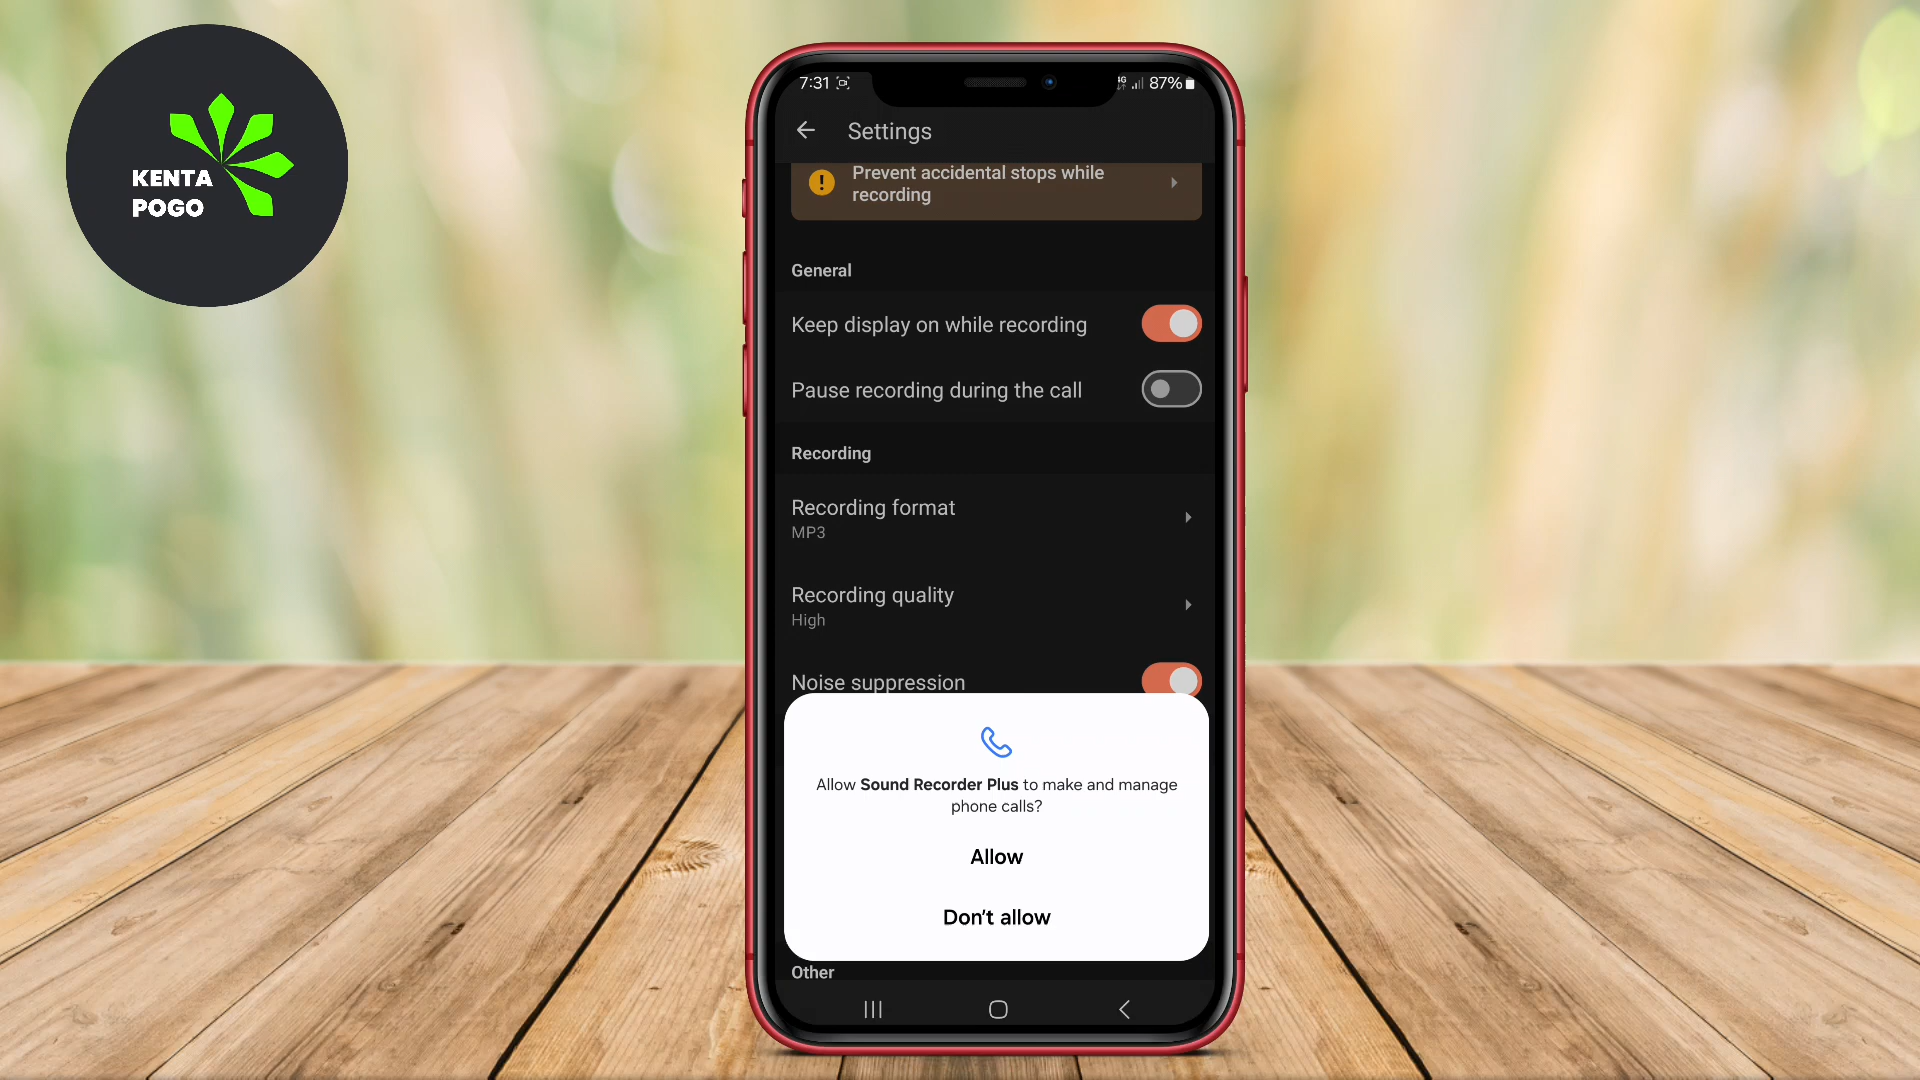 KENTA
POGO
7:31
4G
87%
Settings
Prevent accidental stops while
recording
General
Keep display on while recording
Pause recording during the call
Recording
Recording format
MP3
Recording quality
High
Noise suppression
Allow Sound Recorder Plus to make and manage
phone calls?
Allow
Don't allow
Other